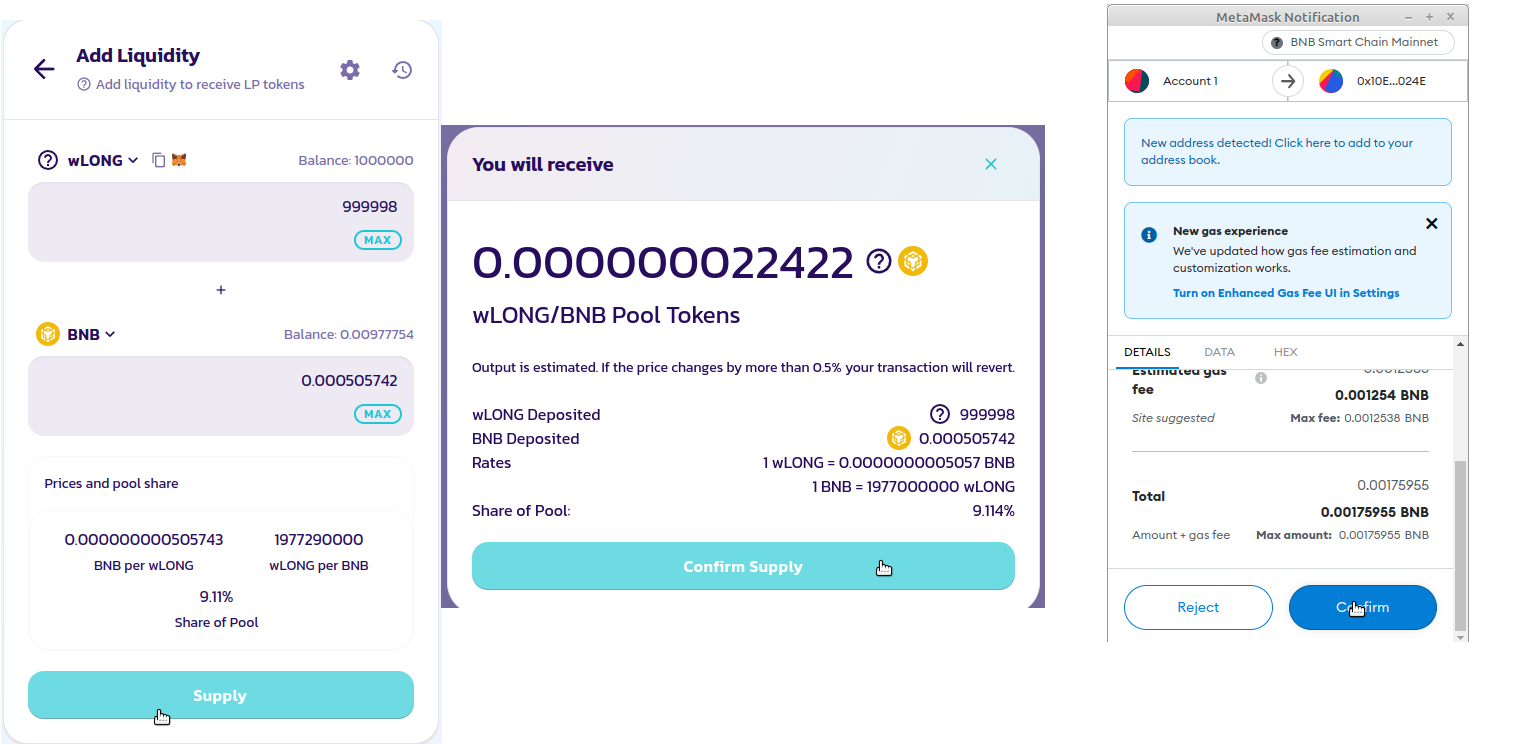 Add Liquidity
Add liquidity to receive LP tokens
wLONG
Balance: 1000000
999998
MAX
+
BNB
Balance: 0.00977754
0.000505742
MAX
Prices and pool share
0.000000000505743
1977290000
BNB per wLONG
wLONG per BNB
9.11%
Share of Pool
Supply
You will receive
0.000000022422
wLONG/BNB Pool Tokens
Output is estimated. If the price changes by more than 0.5% your transaction will revert.
wLONG Deposited
999998
BNB Deposited
0.000505742
Rates
1 wLONG = 0.0000000005057 BNB
1 BNB = 1977000000 wLONG
Share of Pool:
9.114%
Confirm Supply
MetaMask Notification
BNB Smart Chain Mainnet
Account 1
0x10E...024E
New address detected! Click here to add to your
address book.
New gas experience
We've updated how gas fee estimation and
customization works.
Turn on Enhanced Gas Fee UI in Settings
DETAILS
DATA
HEX
Estimated gas
fee
0.001254 BNB
Site suggested
Max fee: 0.0012538 BNB
0.00175955
Total
0.00175955 BNB
Amount + gas fee
Max amount: 0.00175955 BNB
Reject
Confirm